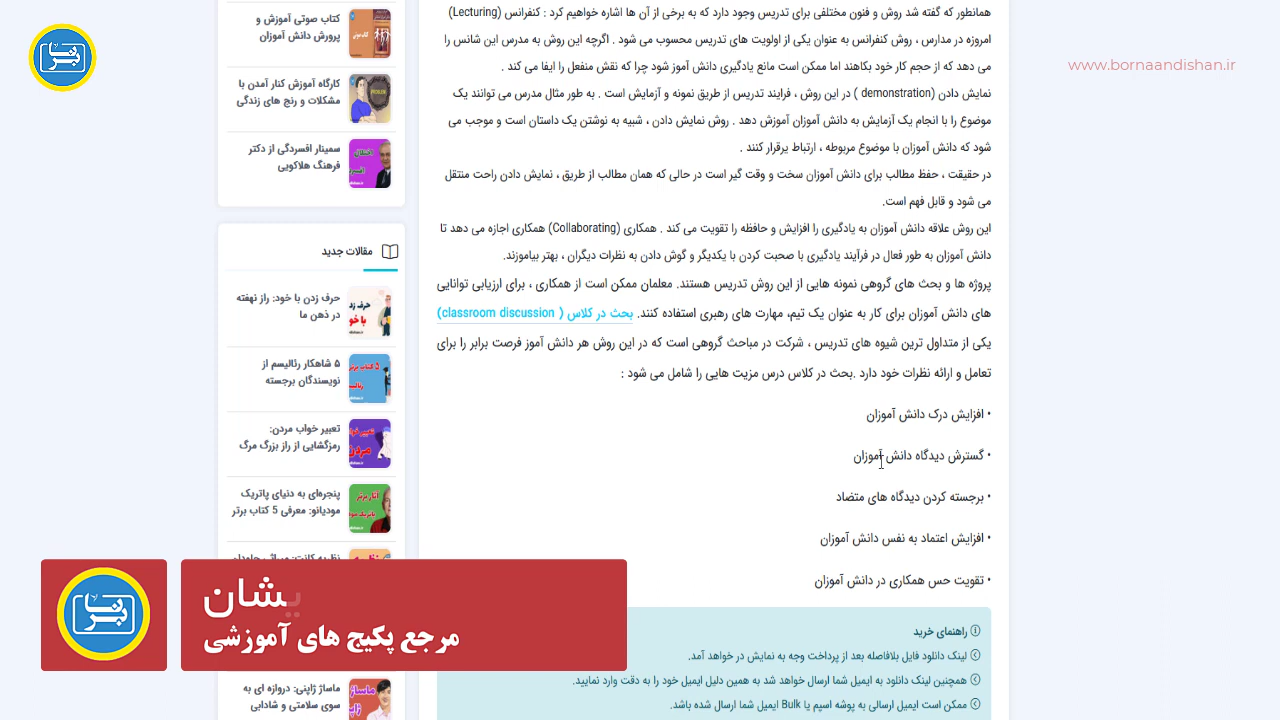 www.bornaandishan.ir
برنا
همانطور که گفته شد روش و فنون مختلفی برای تدریس وجود دارد که به برخی از آن ها اشاره خواهیم کرد : کنفرانس (Lecturing)
امروزه در مدارس ، روش کنفرانس به عنوان یکی از اولویت های تدریس محسوب می شود . اگرچه این روش به مدرس این شانس را
می دهد که از حجم کار خود بکاهند اما ممکن است مانع یادگیری دانش آموز شود چرا که نقش منفعل را ایفا می کند .
نمایش دادن (demonstration ) در این روش ، فرایند تدریس از طریق نمونه و آزمایش است . به طور مثال مدرس می توانند یک
موضوع را با انجام یک آزمایش به دانش آموزان آموزش دهد . روش نمایش دادن ، شبیه به نوشتن یک داستان است و موجب می
شود که دانش آموزان با موضوع مربوطه ، ارتباط برقرار کنند .
در حقیقت ، حفظ مطالب برای دانش آموزان سخت و وقت گیر است در حالی که همان مطالب از طریق ، نمایش دادن راحت منتقل
می شود و قابل فهم است.
این روش علاقه دانش آموزان به یادگیری را افزایش و حافظه را تقویت می کند . همکاری (Collaborating) همکاری اجازه می دهد تا
دانش آموزان به طور فعال در فرآیند یادگیری با صحبت کردن با یکدیگر و گوش دادن به نظرات دیگران ، بهتر بیاموزند.
پروژه ها و بحث های گروهی نمونه هایی از این روش تدریس هستند. معلمان ممکن است از همکاری ، برای ارزیابی توانایی
های دانش آموزان برای کار به عنوان یک تیم، مهارت های رهبری استفاده کنند. بحث در کلاس ( classroom discussion)
یکی از متداول ترین شیوه های تدریس ، شرکت در مباحث گروهی است که در این روش هر دانش آموز فرصت برابر را برای
تعامل و ارائه نظرات خود دارد .بحث در کلاس درس مزیت هایی را شامل می شود :
• افزایش درک دانش آموزان
• گسترش دیدگاه دانش آموزان
• برجسته کردن دیدگاه های متضاد
• افزایش اعتماد به نفس دانش آموزان
• تقویت حس همکاری در دانش آموزان
راهنمای خرید
لینک دانلود فایل بلافاصله بعد از پرداخت وجه به نمایش در خواهد آمد.
همچنین لینک دانلود به ایمیل شما ارسال خواهد شد به همین دلیل ایمیل خود را به دقت وارد نمایید.
ممکن است ایمیل ارسالی به پوشه اسپم یا Bulk ایمیل شما ارسال شده باشد.
کتاب صوتی آموزش و
پرورش دانش آموزان
کارگاه آموزش کنار آمدن با
مشکلات و رنج های زندگی
سمینار افسردگی از دکتر
فرهنگ هلاکویی
مقالات جدید
حرف زدن با خود: راز نهفته
در ذهن ما
۵ شاهکار رئالیسم از
نویسندگان برجسته
تعبیر خواب مردن:
رمزگشایی از راز بزرگ مرگ
پنجره‌ای به دنیای پاتریک
مودیانو: معرفی 5 کتاب برتر
ماساژ ژاپنی: دروازه ای به
سوی سلامتی و شادابی
برنا
یشان
مرجع پکیج های آموزشی